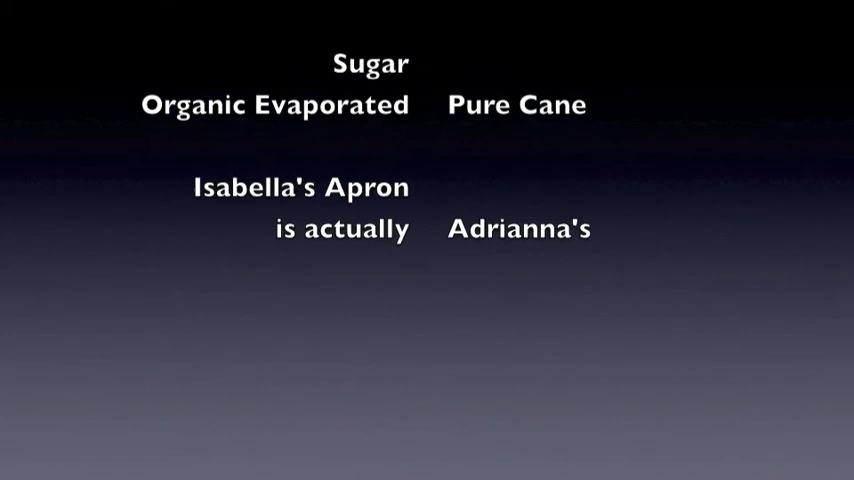 Sugar
Organic Evaporated Pure Cane
Isabella's Apron
is actually Adrianna's